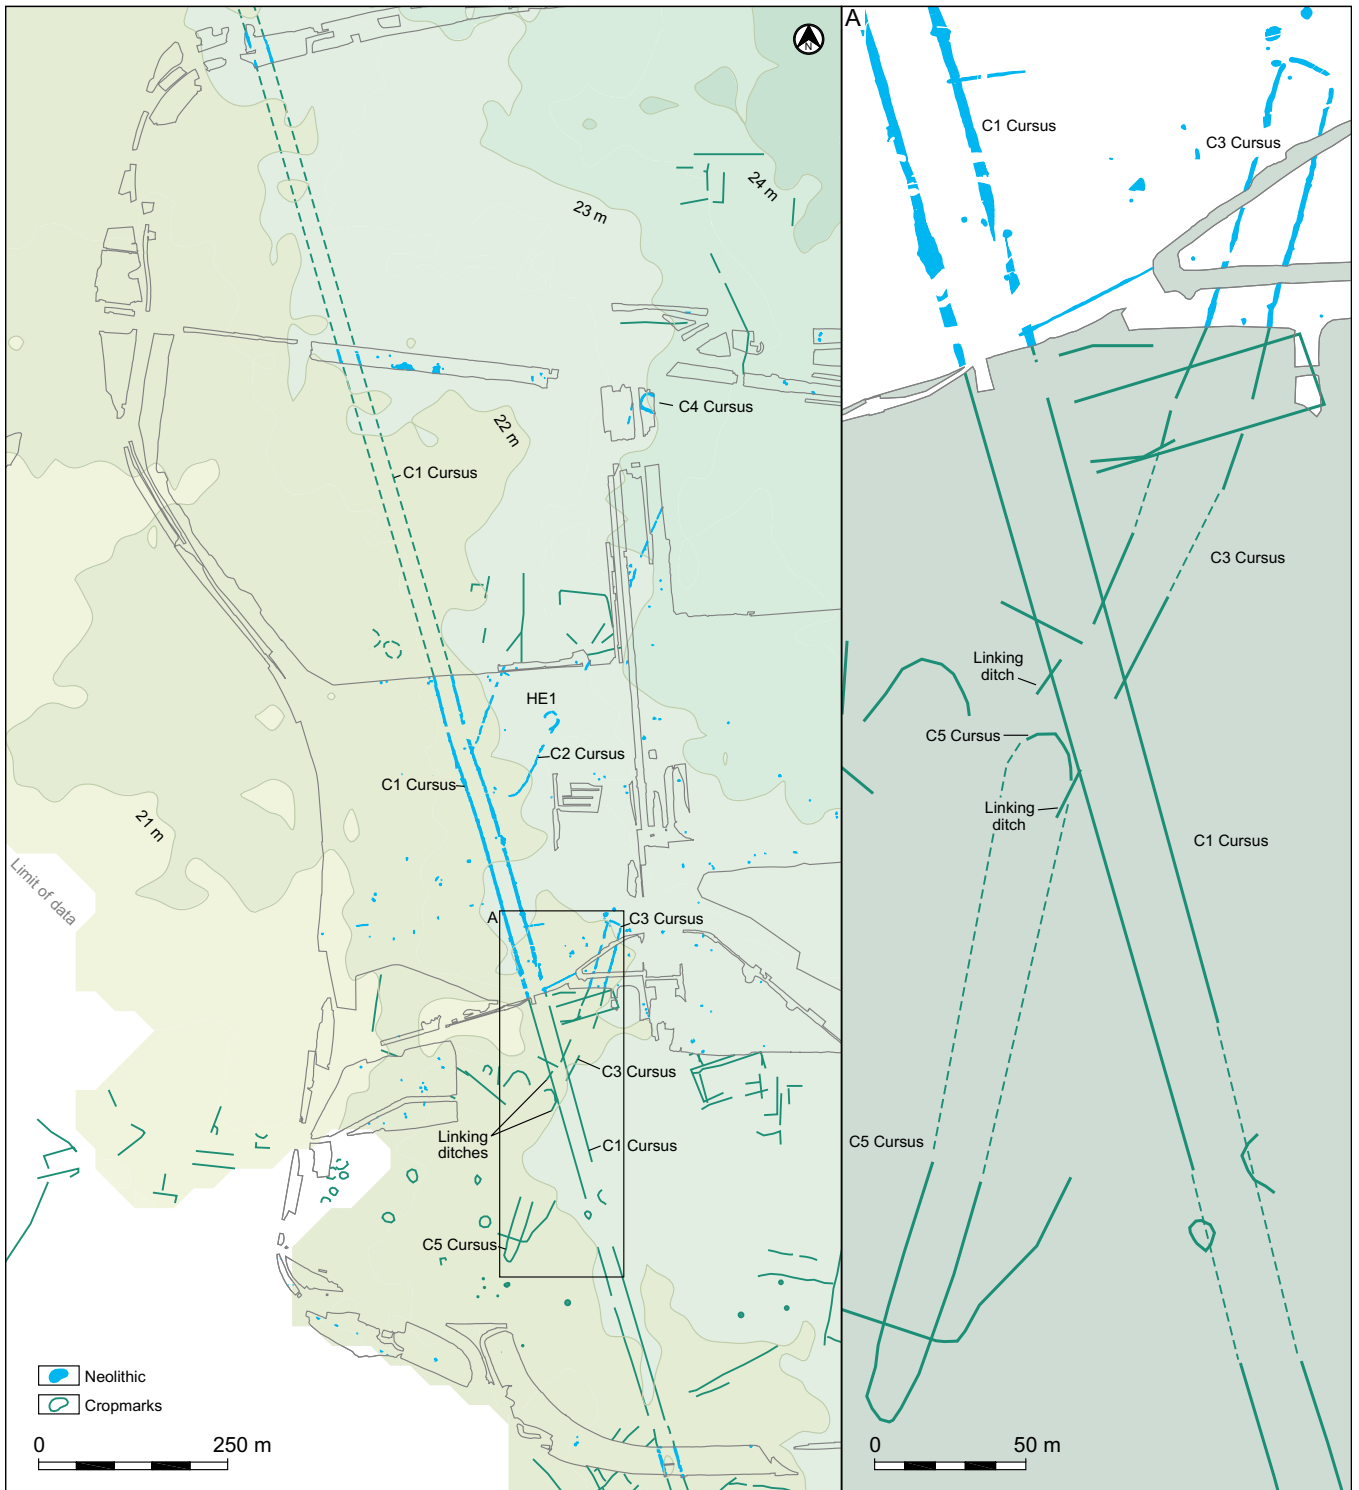 N
24 m
23 m
C4 Cursus
22 m
C1 Cursus
HE1
C2 Cursus
C1 Cursus
21 m
Limit of data
A
C3 Cursus
C3 Cursus
Linking
ditches
C1 Cursus
C5 Cursus
Neolithic
Cropmarks
0 250 m
A
C1 Cursus
C3 Cursus
C3 Cursus
Linking
ditch
C5 Cursus
Linking
ditch
C1 Cursus
C5 Cursus
0 50 m